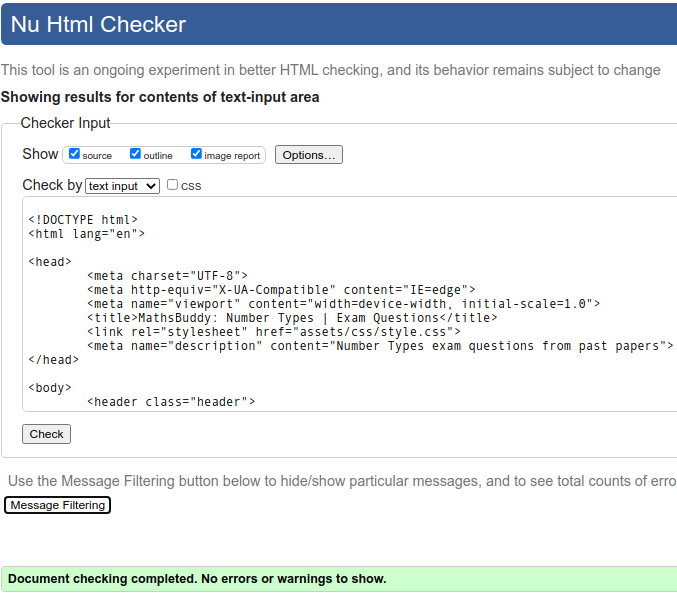 Nu Html Checker
This tool is an ongoing experiment in better HTML checking, and its behavior remains subject to change
Showing results for contents of text-input area
Checker Input
Show source outline image report Options...
Check by text input CSS
<!DOCTYPE html>
<html lang="en">
<head>
<meta charset="UTF-8">
<meta http-equiv="X-UA-Compatible" content="IE=edge">
<meta name="viewport" content="width=device-width, initial-scale=1.0">
<title>MathsBuddy: Number Types | Exam Questions</title>
<link rel="stylesheet" href="assets/css/style.css">
<meta name="description" content="Number Types exam questions from past papers">
</head>
<body>
<header class="header">
Check
Use the Message Filtering button below to hide/show particular messages, and to see total counts of erro
Message Filtering
Document checking completed. No errors or warnings to show.